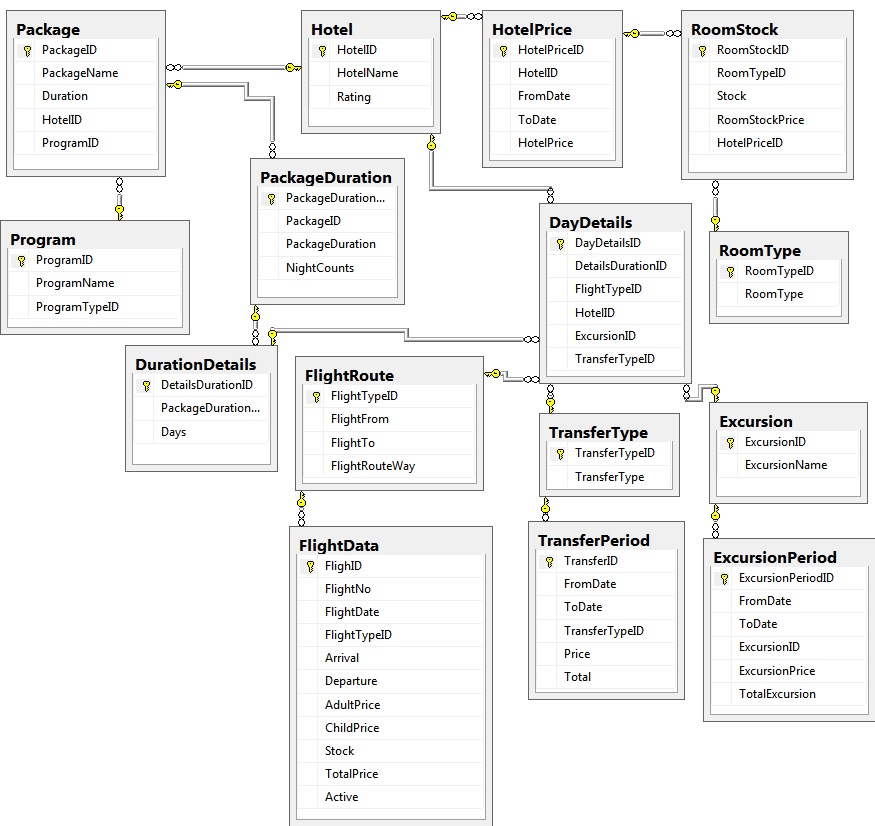 Package
PackageID
PackageName
Duration
HotelID
ProgramID
Hotel
HotelID
HotelName
Rating
HotelPrice
HotelPriceID
HotelID
FromDate
ToDate
HotelPrice
RoomStock
RoomStockID
RoomTypeID
Stock
RoomStockPrice
HotelPriceID
PackageDuration
PackageDuration...
PackageID
PackageDuration
NightCounts
DayDetails
DayDetailsID
DetailsDurationID
FlightTypeID
HotelID
ExcursionID
TransferTypeID
Program
ProgramID
ProgramName
ProgramTypeID
RoomType
RoomTypeID
RoomType
DurationDetails
DetailsDurationID
PackageDuration...
Days
FlightRoute
FlightTypeID
FlightFrom
FlightTo
FlightRouteWay
TransferType
TransferTypeID
TransferType
Excursion
ExcursionID
ExcursionName
FlightData
FlighID
FlightNo
FlightDate
FlightTypeID
Arrival
Departure
AdultPrice
ChildPrice
Stock
TotalPrice
Active
TransferPeriod
TransferID
FromDate
ToDate
TransferTypeID
Price
Total
ExcursionPeriod
ExcursionPeriodID
FromDate
ToDate
ExcursionID
ExcursionPrice
TotalExcursion